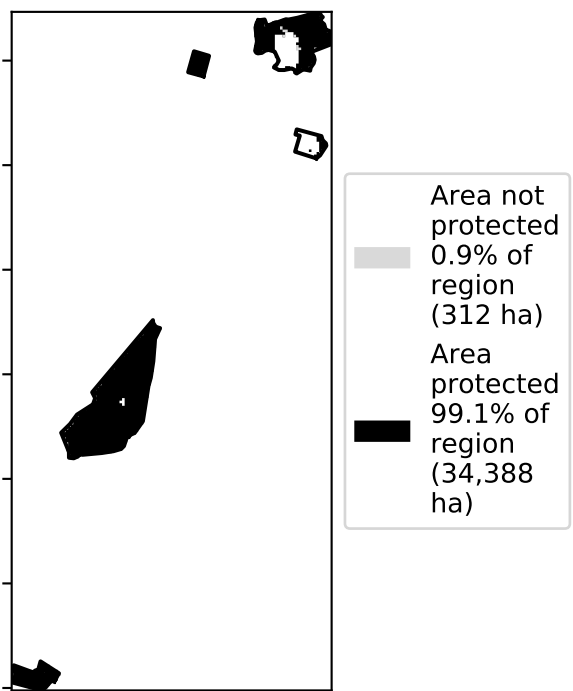 Area not
protected
0.9% of
region
(312 ha)
Area
protected
99.1% of
region
(34,388
ha)